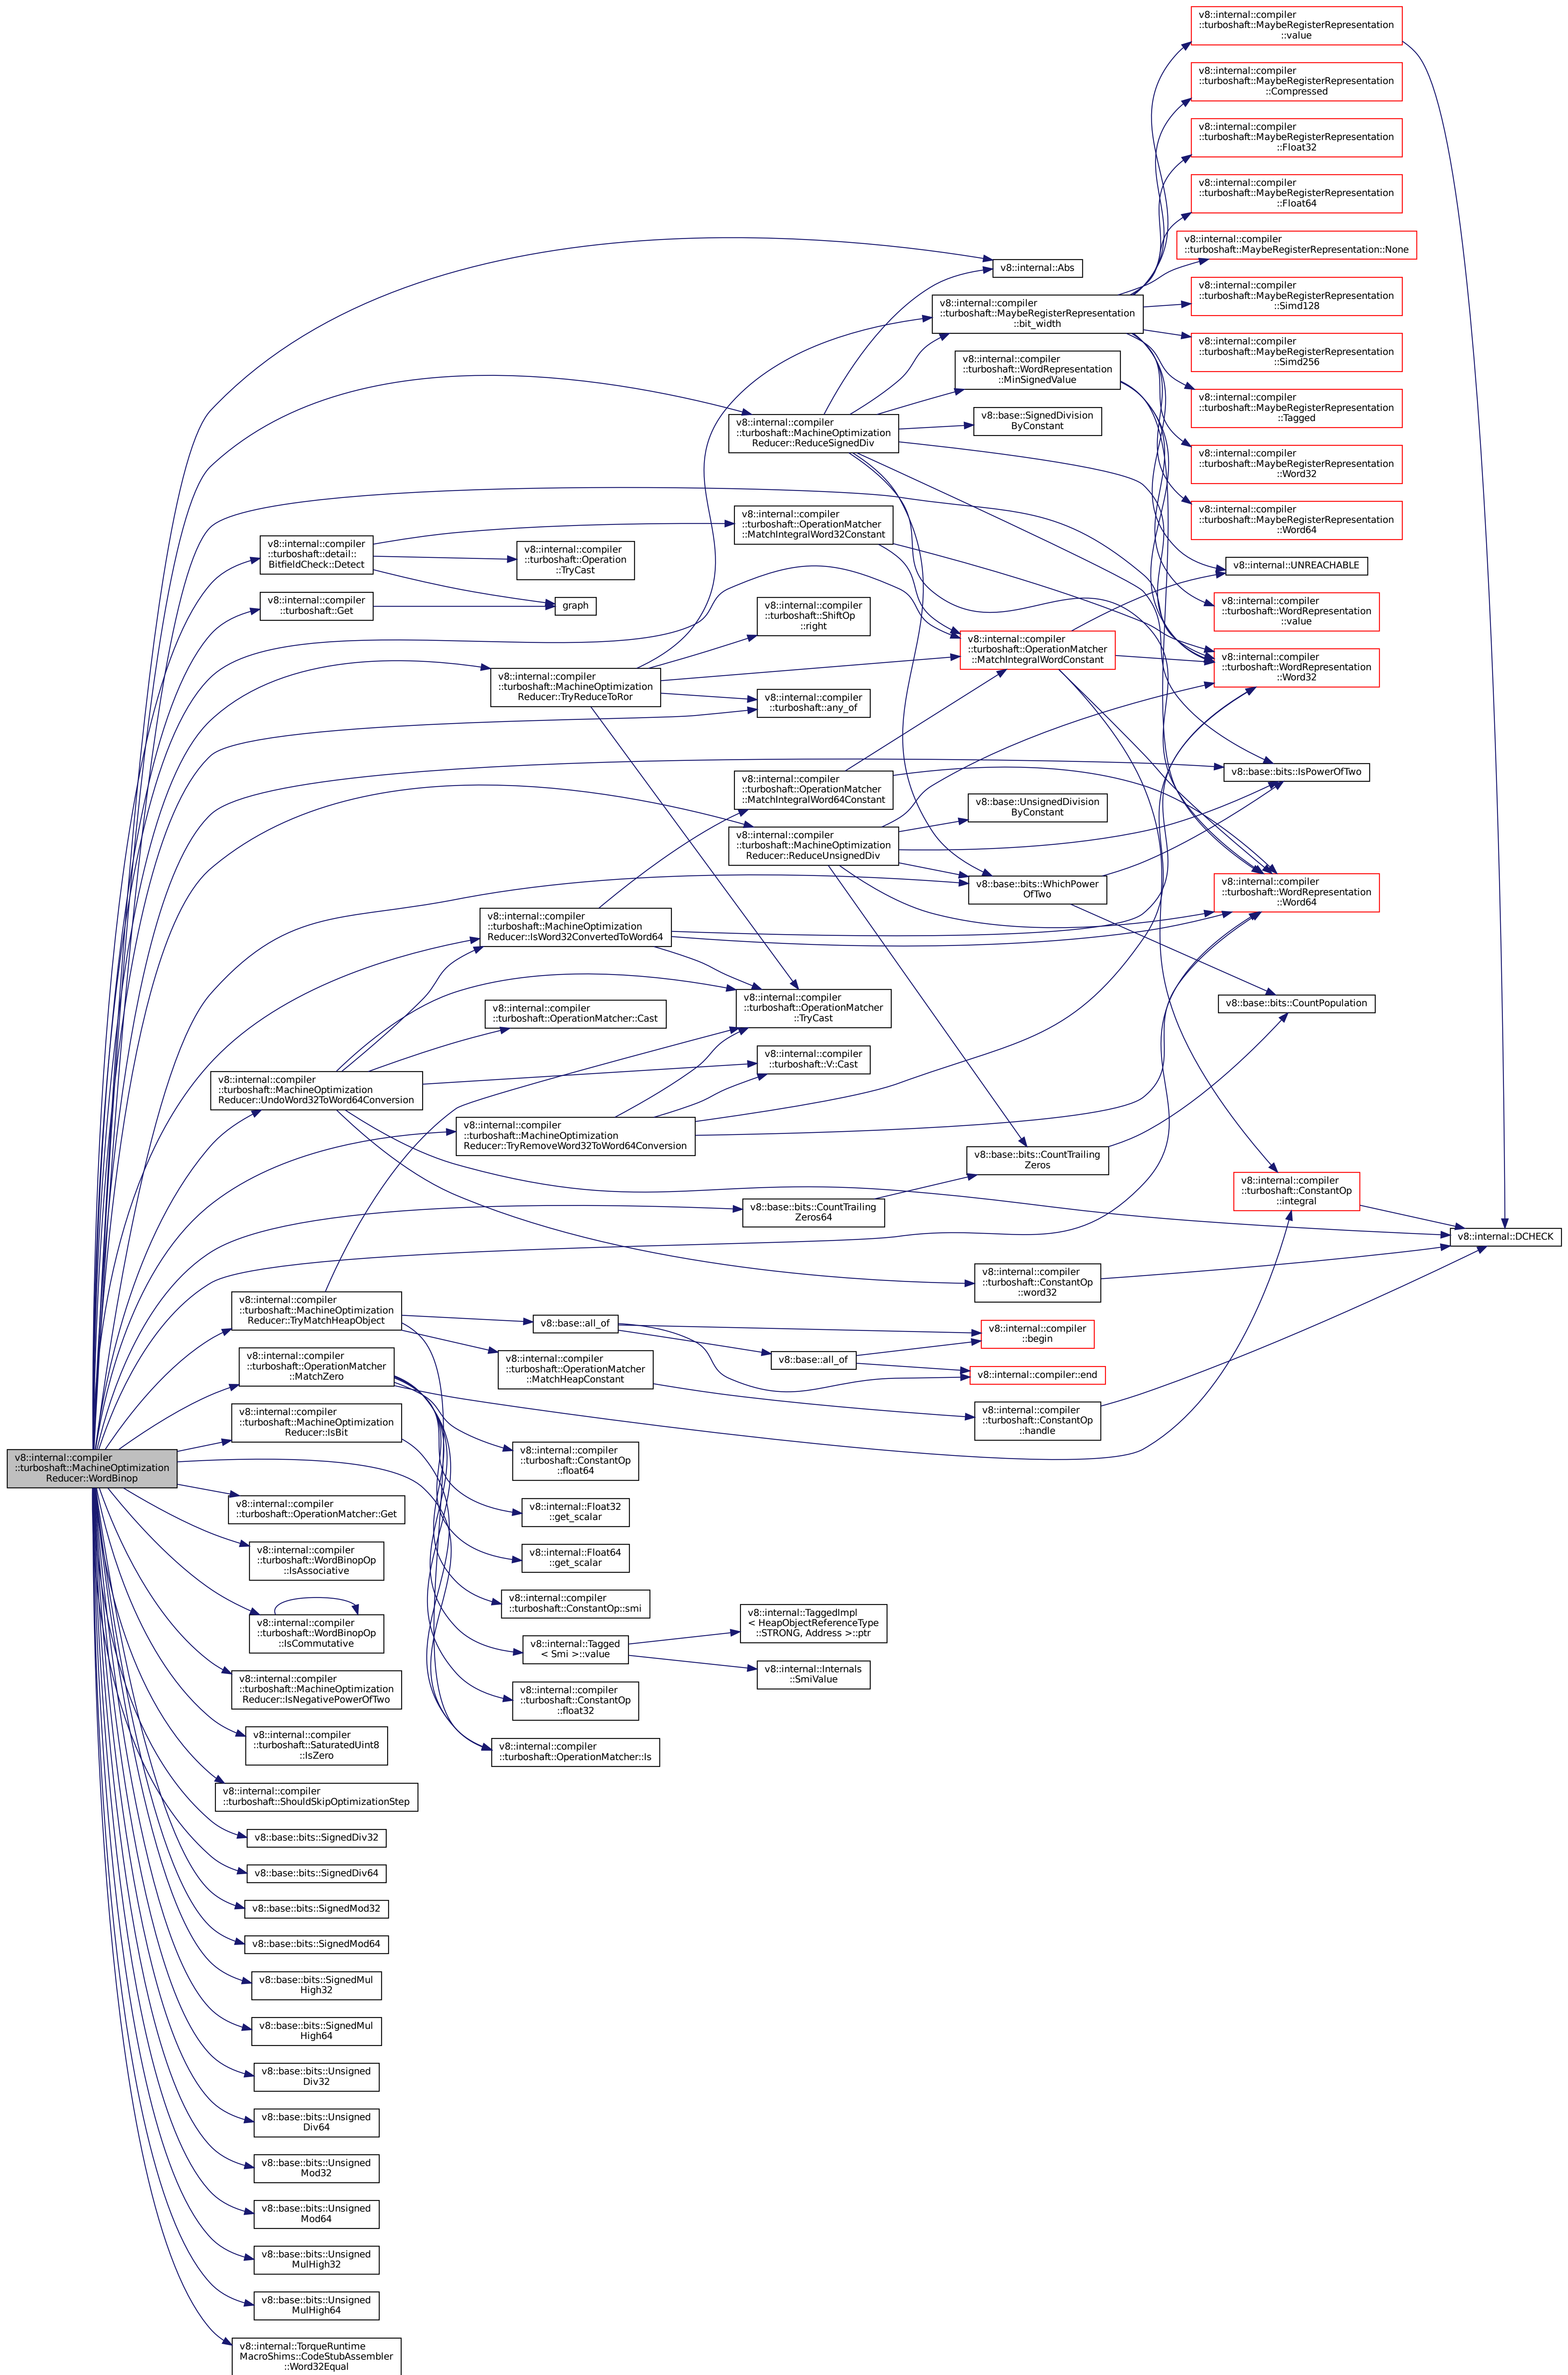 v8::internal::compiler
::turboshaft::MaybeRegisterRepresentation
::value
v8::internal::compiler
::turboshaft::MaybeRegisterRepresentation
::Compressed
v8::internal::compiler
::turboshaft::MaybeRegisterRepresentation
::Float32
v8::internal::compiler
::turboshaft::MaybeRegisterRepresentation
::Float64
v8::internal::compiler
::turboshaft::MaybeRegisterRepresentation::None
v8::internal::Abs
v8::internal::compiler
::turboshaft::MaybeRegisterRepresentation
::Simd128
v8::internal::compiler
::turboshaft::MaybeRegisterRepresentation
::bit_width
v8::internal::compiler
::turboshaft::MaybeRegisterRepresentation
::Simd256
v8::internal::compiler
::turboshaft::WordRepresentation
::MinSignedValue
v8::internal::compiler
::turboshaft::MaybeRegisterRepresentation
::Tagged
v8::base::SignedDivision
ByConstant
v8::internal::compiler
::turboshaft::MachineOptimization
Reducer::ReduceSignedDiv
v8::internal::compiler
::turboshaft::MaybeRegisterRepresentation
::Word32
v8::internal::compiler
::turboshaft::MaybeRegisterRepresentation
::Word64
v8::internal::compiler
::turboshaft::OperationMatcher
::MatchIntegralWord32Constant
v8::internal::compiler
::turboshaft::detail::
BitfieldCheck::Detect
v8::internal::compiler
::turboshaft::Operation
::TryCast
v8::internal::UNREACHABLE
v8::internal::compiler
::turboshaft::Get
graph
v8::internal::compiler
::turboshaft::ShiftOp
::right
v8::internal::compiler
::turboshaft::WordRepresentation
::value
v8::internal::compiler
::turboshaft::OperationMatcher
::MatchIntegralWordConstant
v8::internal::compiler
::turboshaft::WordRepresentation
::Word32
v8::internal::compiler
::turboshaft::MachineOptimization
Reducer::TryReduceToRor
v8::internal::compiler
::turboshaft::any_of
v8::base::bits::IsPowerOfTwo
v8::internal::compiler
::turboshaft::OperationMatcher
::MatchIntegralWord64Constant
v8::base::UnsignedDivision
ByConstant
v8::internal::compiler
::turboshaft::MachineOptimization
Reducer::ReduceUnsignedDiv
v8::base::bits::WhichPower
OfTwo
v8::internal::compiler
::turboshaft::WordRepresentation
::Word64
v8::internal::compiler
::turboshaft::MachineOptimization
Reducer::IsWord32ConvertedToWord64
v8::internal::compiler
::turboshaft::OperationMatcher::Cast
v8::internal::compiler
::turboshaft::OperationMatcher
::TryCast
v8::base::bits::CountPopulation
v8::internal::compiler
::turboshaft::V::Cast
v8::internal::compiler
::turboshaft::MachineOptimization
Reducer::UndoWord32ToWord64Conversion
v8::internal::compiler
::turboshaft::MachineOptimization
Reducer::TryRemoveWord32ToWord64Conversion
v8::base::bits::CountTrailing
Zeros
v8::internal::compiler
::turboshaft::ConstantOp
::integral
v8::base::bits::CountTrailing
Zeros64
v8::internal::DCHECK
v8::internal::compiler
::turboshaft::ConstantOp
::word32
v8::internal::compiler
::turboshaft::MachineOptimization
Reducer::TryMatchHeapObject
v8::base::all_of
v8::internal::compiler
::begin
v8::base::all_of
v8::internal::compiler
::turboshaft::OperationMatcher
::MatchHeapConstant
v8::internal::compiler::end
v8::internal::compiler
::turboshaft::OperationMatcher
::MatchZero
v8::internal::compiler
::turboshaft::ConstantOp
::handle
v8::internal::compiler
::turboshaft::MachineOptimization
Reducer::IsBit
v8::internal::compiler
::turboshaft::ConstantOp
::float64
v8::internal::compiler
::turboshaft::MachineOptimization
Reducer::WordBinop
v8::internal::compiler
::turboshaft::OperationMatcher::Get
v8::internal::Float32
::get_scalar
v8::internal::compiler
::turboshaft::WordBinopOp
::IsAssociative
v8::internal::Float64
::get_scalar
v8::internal::compiler
::turboshaft::ConstantOp::smi
v8::internal::compiler
::turboshaft::WordBinopOp
::IsCommutative
v8::internal::TaggedImpl
< HeapObjectReferenceType
::STRONG, Address >::ptr
v8::internal::Tagged
< Smi >::value
v8::internal::Internals
::SmiValue
v8::internal::compiler
::turboshaft::MachineOptimization
Reducer::IsNegativePowerOfTwo
v8::internal::compiler
::turboshaft::ConstantOp
::float32
v8::internal::compiler
::turboshaft::SaturatedUint8
::IsZero
v8::internal::compiler
::turboshaft::OperationMatcher::Is
v8::internal::compiler
::turboshaft::ShouldSkipOptimizationStep
v8::base::bits::SignedDiv32
v8::base::bits::SignedDiv64
v8::base::bits::SignedMod32
v8::base::bits::SignedMod64
v8::base::bits::SignedMul
High32
v8::base::bits::SignedMul
High64
v8::base::bits::Unsigned
Div32
v8::base::bits::Unsigned
Div64
v8::base::bits::Unsigned
Mod32
v8::base::bits::Unsigned
Mod64
v8::base::bits::Unsigned
MulHigh32
v8::base::bits::Unsigned
MulHigh64
v8::internal::TorqueRuntime
MacroShims::CodeStubAssembler
::Word32Equal